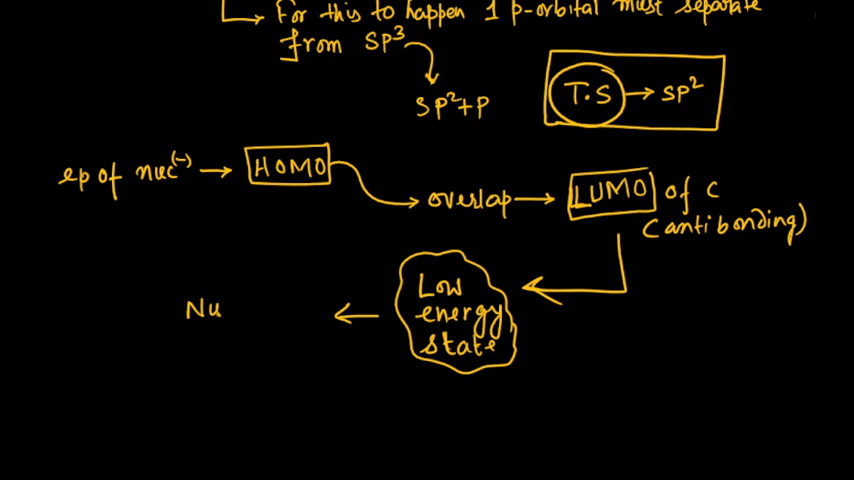 For this to happen 1 p-orbital must separate
from SP³
SP²+P
T.S → SP²
ep of nuc(-) → HOMO overlap → LUMO of C
(antibonding)
Low
energy
state
Nu